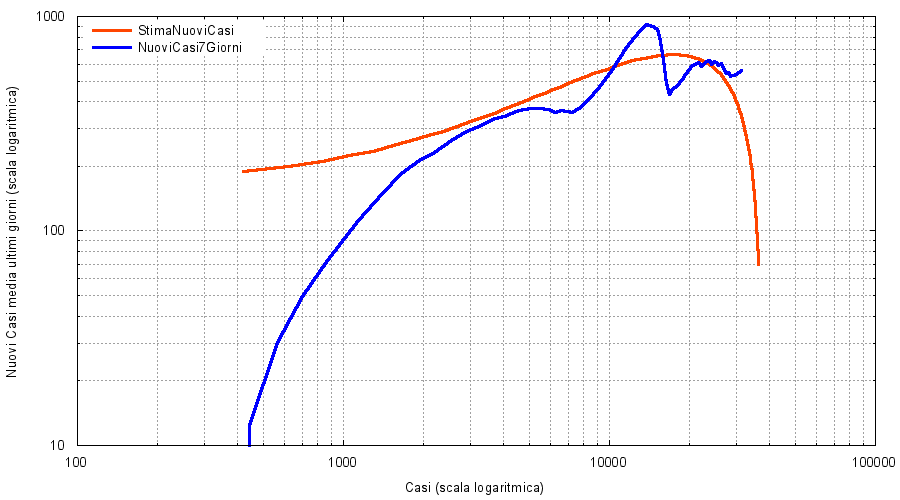 1000
StimaNuoviCasi
NuoviCasi7Giorni
Nuovi Casi media ultimi giorni (scala logaritmica)
100
10
100
1000
10000
100000
Casi (scala logaritmica)